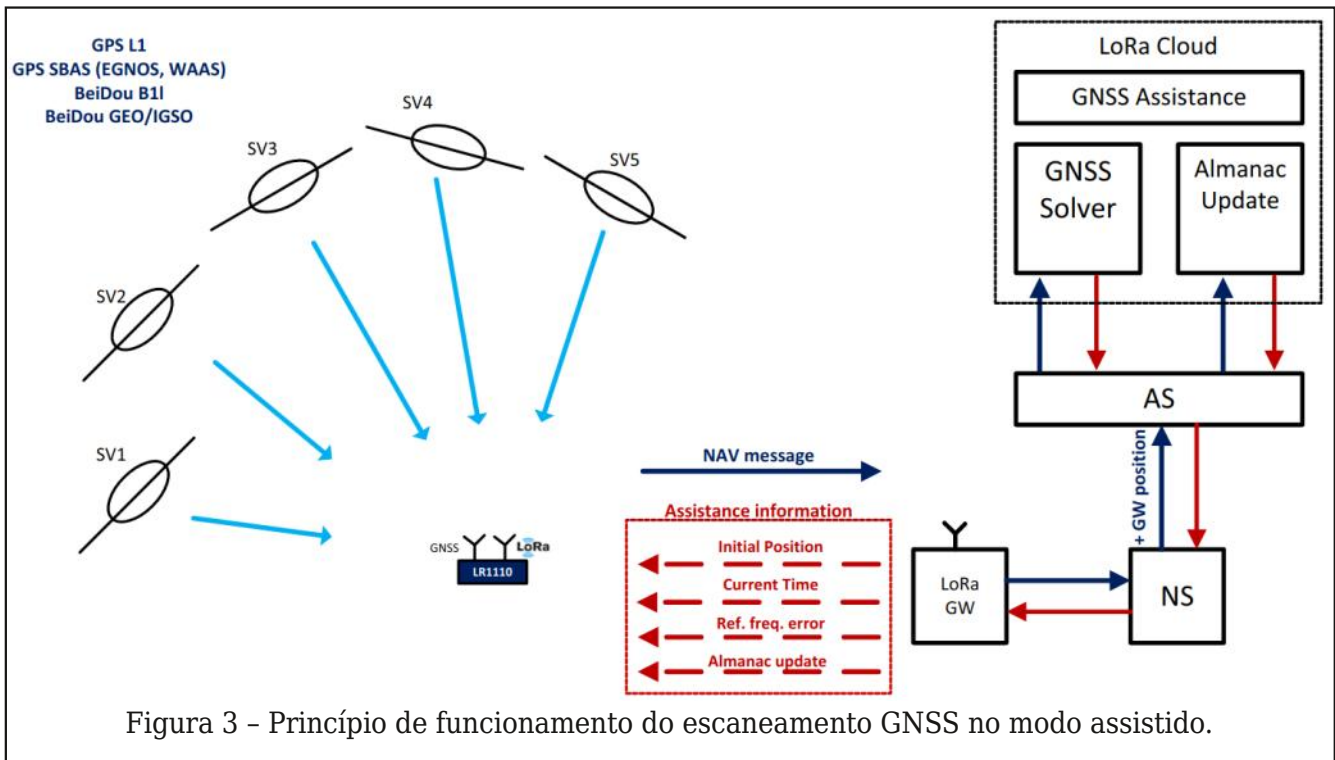 GPS L1
GPS SBAS (EGNOS, WAAS)
BeiDou B1l
BeiDou GEO/IGSO
SV1
SV2
SV3
SV4
SV5
GNSS
LoRa
LR1110
NAV message
Assistance information
Initial Position
Current Time
Ref. freq. error
Almanac update
LoRa
GW
NS
+ GW position
AS
LoRa Cloud
GNSS Assistance
GNSS
Solver
Almanac
Update
Figura 3 – Princípio de funcionamento do escaneamento GNSS no modo assistido.